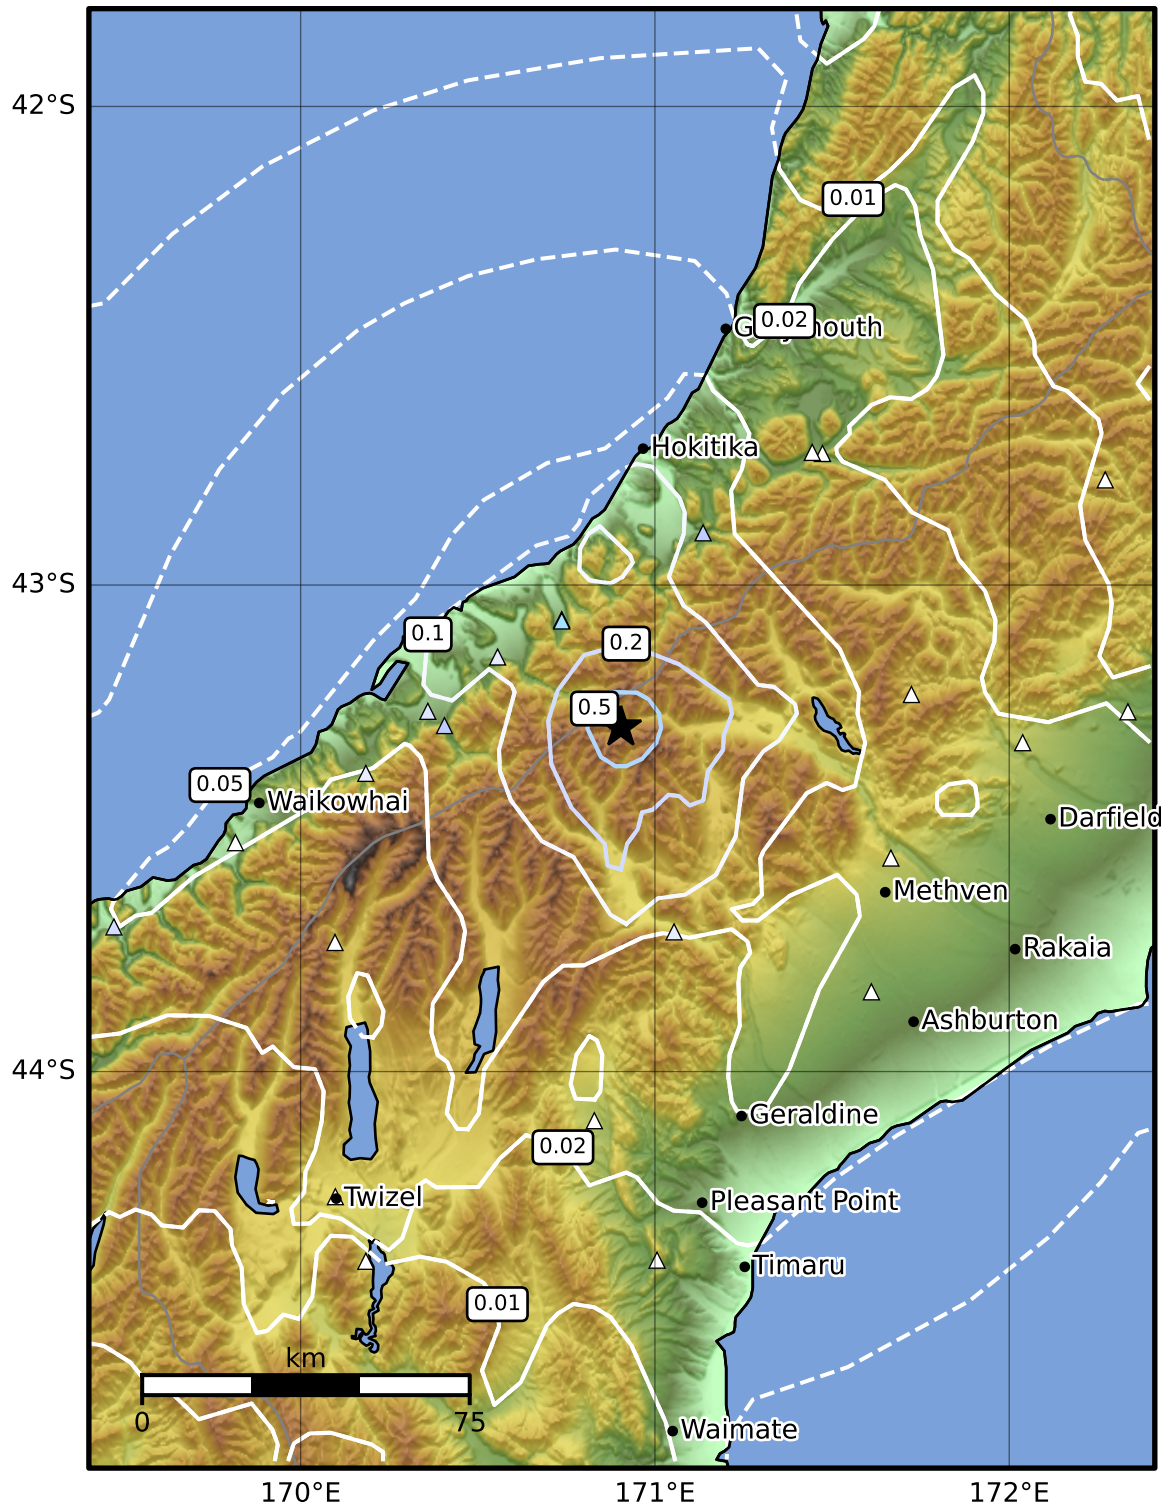 42°S
0.01
0.02
Hokitika
43°S
0.1
0.2
0.5
0.05
Waikowhai
Darfield
Methven
Rakaia
Ashburton
44°S
Geraldine
0.02
Twizel
Pleasant Point
Timaru
0.01
km
0
75
Waimate
170°E
171°E
172°E